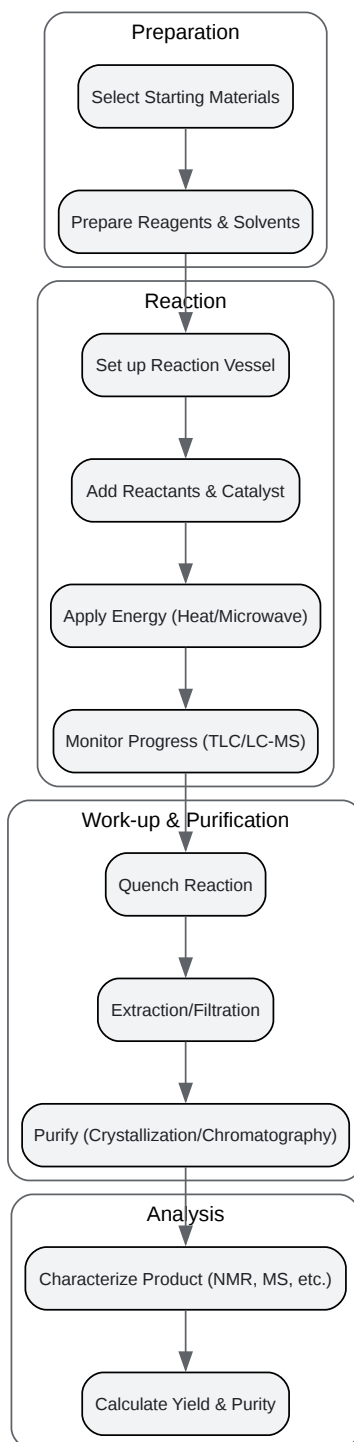 Preparation
Select Starting Materials
Prepare Reagents & Solvents
Reaction
Set up Reaction Vessel
Add Reactants & Catalyst
Apply Energy (Heat/Microwave)
Monitor Progress (TLC/LC-MS)
Work-up & Purification
Quench Reaction
Extraction/Filtration
Purify (Crystallization/Chromatography)
Analysis
Characterize Product (NMR, MS, etc.)
Calculate Yield & Purity